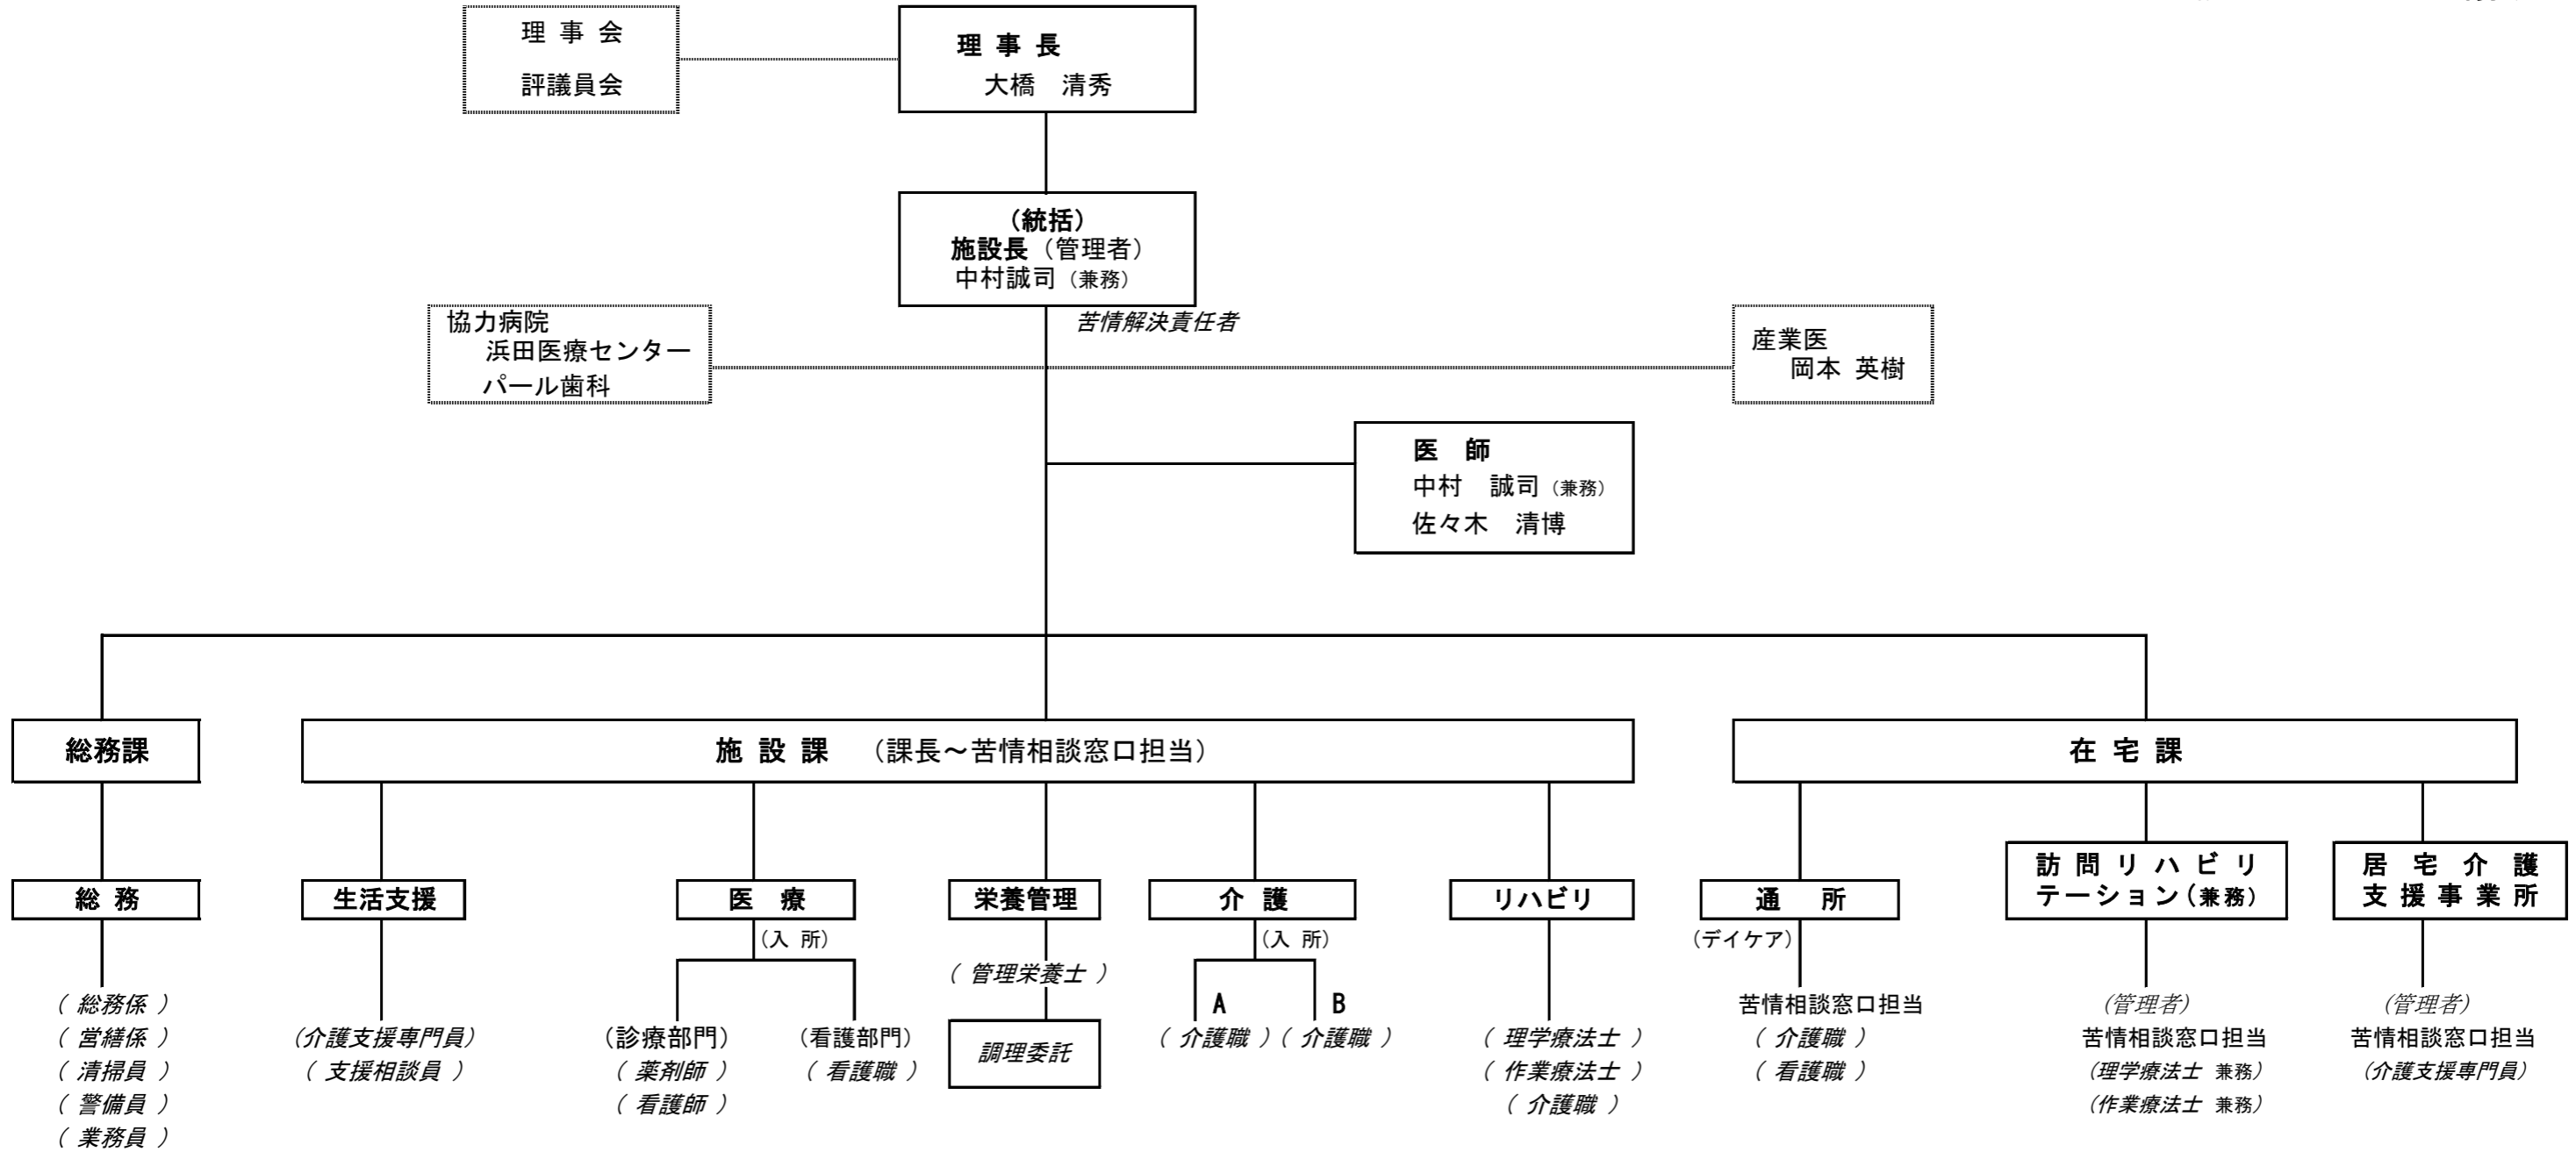 理 事 会
評議員会
理 事 長
大橋　清秀
（統括）
施設長（管理者）
中村誠司（兼務）
苦情解決責任者
協力病院
浜田医療センター
パール歯科
産業医
岡本 英樹
医　師
中村　誠司（兼務）
佐々木　清博
総務課
施 設 課　（課長～苦情相談窓口担当）
在 宅 課
総 務
生活支援
医　療
栄養管理
介 護
リハビリ
通　所
訪 問 リ ハ ビ リ
テーション（兼務）
居 宅 介 護
支 援 事 業 所
（入 所）
（入 所）
（デイケア）
（ 総務係 ）
（ 営繕係 ）
（ 清掃員 ）
（ 警備員 ）
（ 業務員 ）
（介護支援専門員）
（ 支援相談員 ）
（診療部門）
（ 薬剤師 ）
（ 看護師 ）
（看護部門）
（ 看護職 ）
（ 管理栄養士 ）
調理委託
A
（ 介護職 ）
B
（ 介護職 ）
（ 理学療法士 ）
（ 作業療法士 ）
（ 介護職 ）
苦情相談窓口担当
（ 介護職 ）
（ 看護職 ）
（管理者）
苦情相談窓口担当
（理学療法士 兼務）
（作業療法士 兼務）
（管理者）
苦情相談窓口担当
（介護支援専門員）